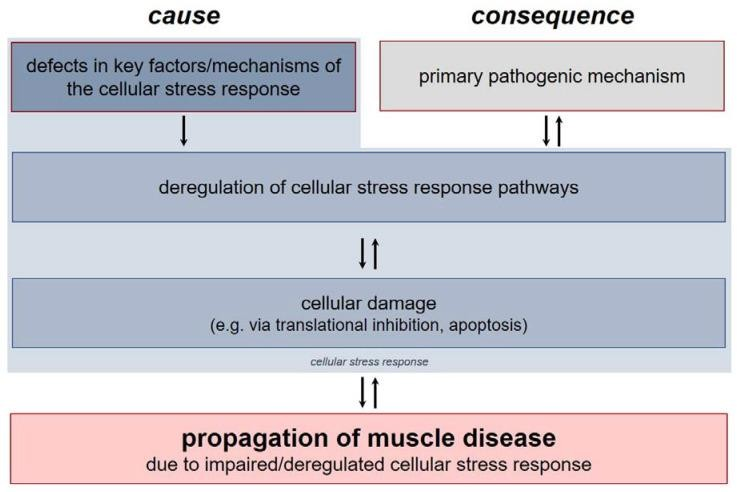 cause
consequence
defects in key factors/mechanisms of
the cellular stress response
primary pathogenic mechanism
deregulation of cellular stress response pathways
cellular damage
(e.g. via translational inhibition, apoptosis)
cellular stress response
propagation of muscle disease
due to impaired/deregulated cellular stress response